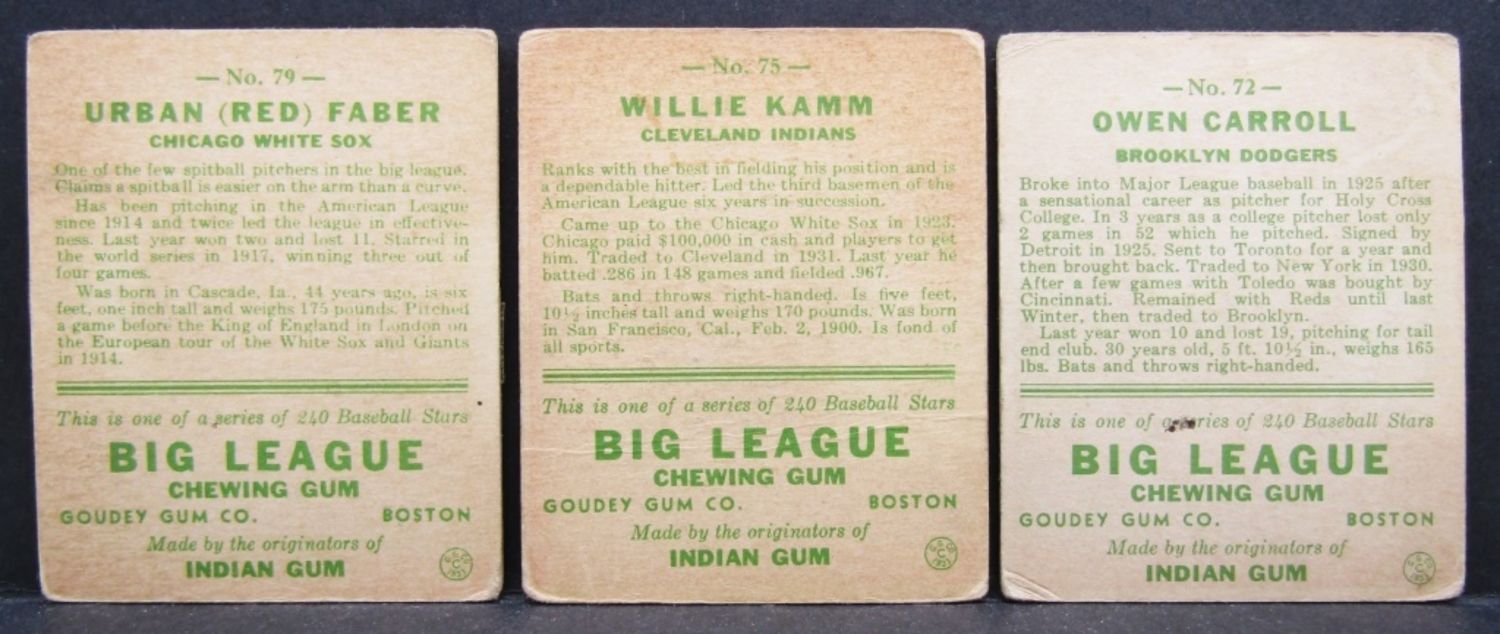 — No. 79 —
URBAN (RED) FABER
CHICAGO WHITE SOX
One of the few spitball pitchers in the big league.
Claims a spitball is easier on the arm than a curve.
Has been pitching in the American League
since 1914 and twice led the league in effective-
ness. Last year won two and lost 11. Starred in
the world series in 1917, winning three out of
four games.
Was born in Cascade, Ia., 44 years ago, is six
feet, one inch tall and weighs 175 pounds. Pitched
a game before the King of England in London on
the European tour of the White Sox and Giants
in 1914.
This is one of a series of 240 Baseball Stars
BIG LEAGUE
CHEWING GUM
GOUDEY GUM CO. BOSTON
Made by the originators of
INDIAN GUM
— No. 75 —
WILLIE KAMM
CLEVELAND INDIANS
Ranks with the best in fielding his position and is
a dependable hitter. Led the third basemen of the
American League six years in succession.
Came up to the Chicago White Sox in 1923.
Chicago paid $100,000 in cash and players to get
him. Traded to Cleveland in 1931. Last year he
batted .286 in 148 games and fielded .967.
Bats and throws right-handed. Is five feet,
10½ inches tall and weighs 170 pounds. Was born
in San Francisco, Cal., Feb. 2, 1900. Is fond of
all sports.
This is one of a series of 240 Baseball Stars
BIG LEAGUE
CHEWING GUM
GOUDEY GUM CO. BOSTON
Made by the originators of
INDIAN GUM
— No. 72 —
OWEN CARROLL
BROOKLYN DODGERS
Broke into Major League baseball in 1925 after
a sensational career as pitcher for Holy Cross
College. In 3 years as a college pitcher lost only
2 games in 52 which he pitched. Signed by
Detroit in 1925. Sent to Toronto for a year and
then brought back. Traded to New York in 1930.
After a few games with Toledo was bought by
Cincinnati. Remained with Reds until last
Winter, then traded to Brooklyn.
Last year won 10 and lost 19, pitching for tail
end club. 30 years old, 5 ft. 10½ in., weighs 165
lbs. Bats and throws right-handed.
This is one of a series of 240 Baseball Stars
BIG LEAGUE
CHEWING GUM
GOUDEY GUM CO. BOSTON
Made by the originators of
INDIAN GUM